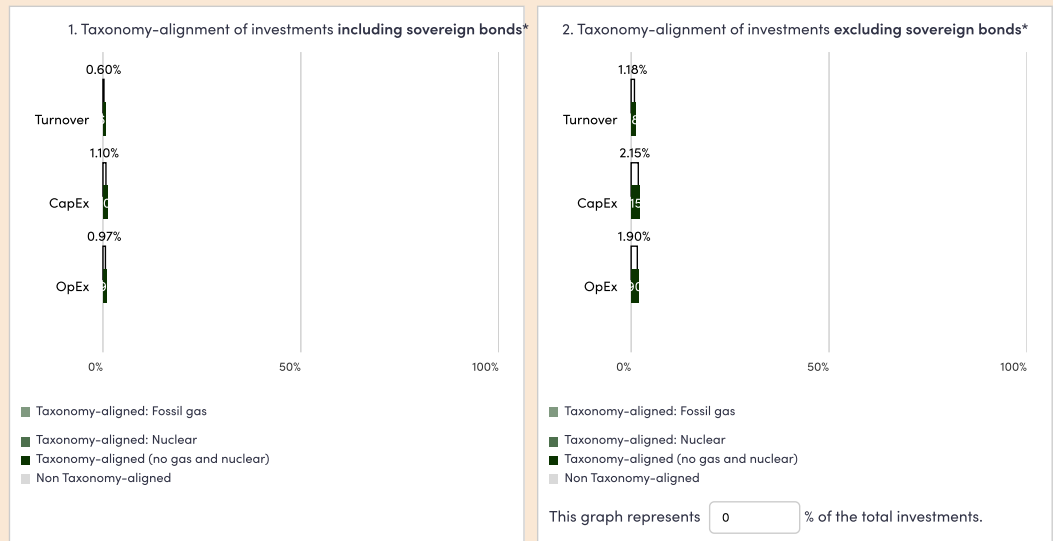 1. Taxonomy-alignment of investments including sovereign bonds*
0.60%
Turnover
1.10%
CapEx
0.97%
OpEx
0%
50%
100%
Taxonomy-aligned: Fossil gas
Taxonomy-aligned: Nuclear
Taxonomy-aligned (no gas and nuclear)
Non Taxonomy-aligned
2. Taxonomy-alignment of investments excluding sovereign bonds*
1.18%
Turnover
2.15%
CapEx
1.90%
OpEx
0%
50%
100%
Taxonomy-aligned: Fossil gas
Taxonomy-aligned: Nuclear
Taxonomy-aligned (no gas and nuclear)
Non Taxonomy-aligned
This graph represents 0 % of the total investments.